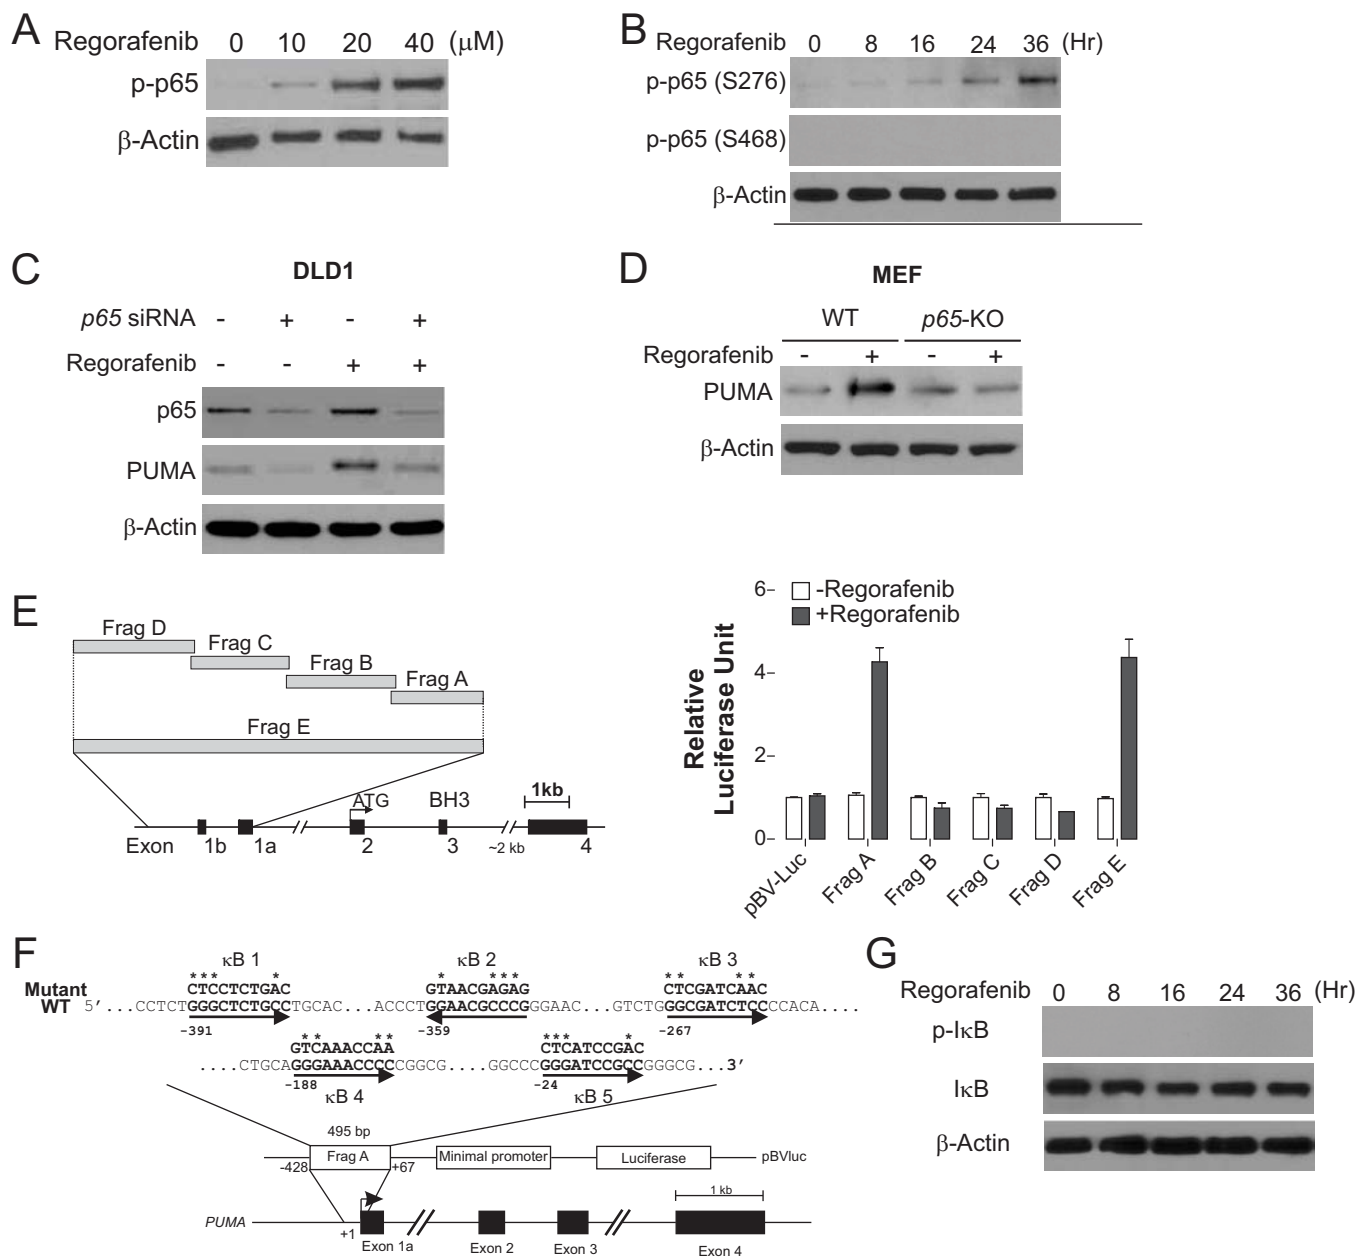 A
Regorafenib 0 10 20 40 (μM)
p-p65
β-Actin
B
Regorafenib 0 8 16 24 36 (Hr)
p-p65 (S276)
p-p65 (S468)
β-Actin
C
DLD1
p65 siRNA - + - +
Regorafenib - - + +
p65
PUMA
β-Actin
D
MEF
WT p65-KO
Regorafenib - + - +
PUMA
β-Actin
E
Frag D
Frag C
Frag B
Frag A
Frag E
1kb
ATG BH3
Exon 1b 1a 2 3 ~2 kb 4
Relative
Luciferase Unit
6
4
2
0
-Regorafenib
+Regorafenib
pBV-Luc Frag A Frag B Frag C Frag D Frag E
F
κB 1 κB 2 κB 3
*** * * *** ** **
Mutant CTCCTCTGAC GTAACGAGAG CTCGATCAAC
WT 5′ ...CCTCTGGGCTCTGCCTGCAC...ACCCTGGAACGCCCGGGAAC...GTCTGGGCGATCTCCCCACA....
-391 -359 -267
** ** *** *
GTCAAACCAA CTCATCCGAC
....CTGCAGGGAAACCCCCGGCG....GGCCCGGGATCCGCCGGGCG...3′
-188 -24
κB 4 κB 5
495 bp
Frag A Minimal promoter Luciferase pBVluc
-428 +67
1 kb
PUMA
+1 Exon 1a Exon 2 Exon 3 Exon 4
G
Regorafenib 0 8 16 24 36 (Hr)
p-IκB
IκB
β-Actin